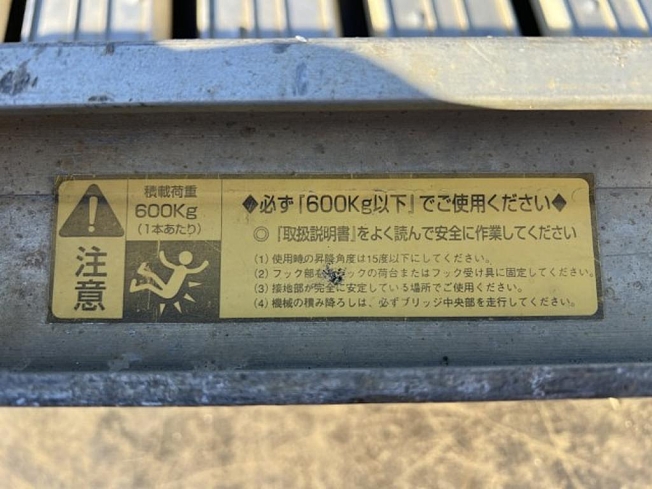 注意
積載荷重
600Kg
(1本あたり)
◆必ず『600Kg以下』でご使用ください◆
◎『取扱説明書』をよく読んで安全に作業してください
(1) 使用時の昇降角度は15度以下にしてください。
(2) フック部を ックの荷台またはフック受け具に固定してください。
(3) 接地部が完全に安定している場所でご使用ください。
(4) 機械の積み降ろしは、必ずブリッジ中央部を走行してください。